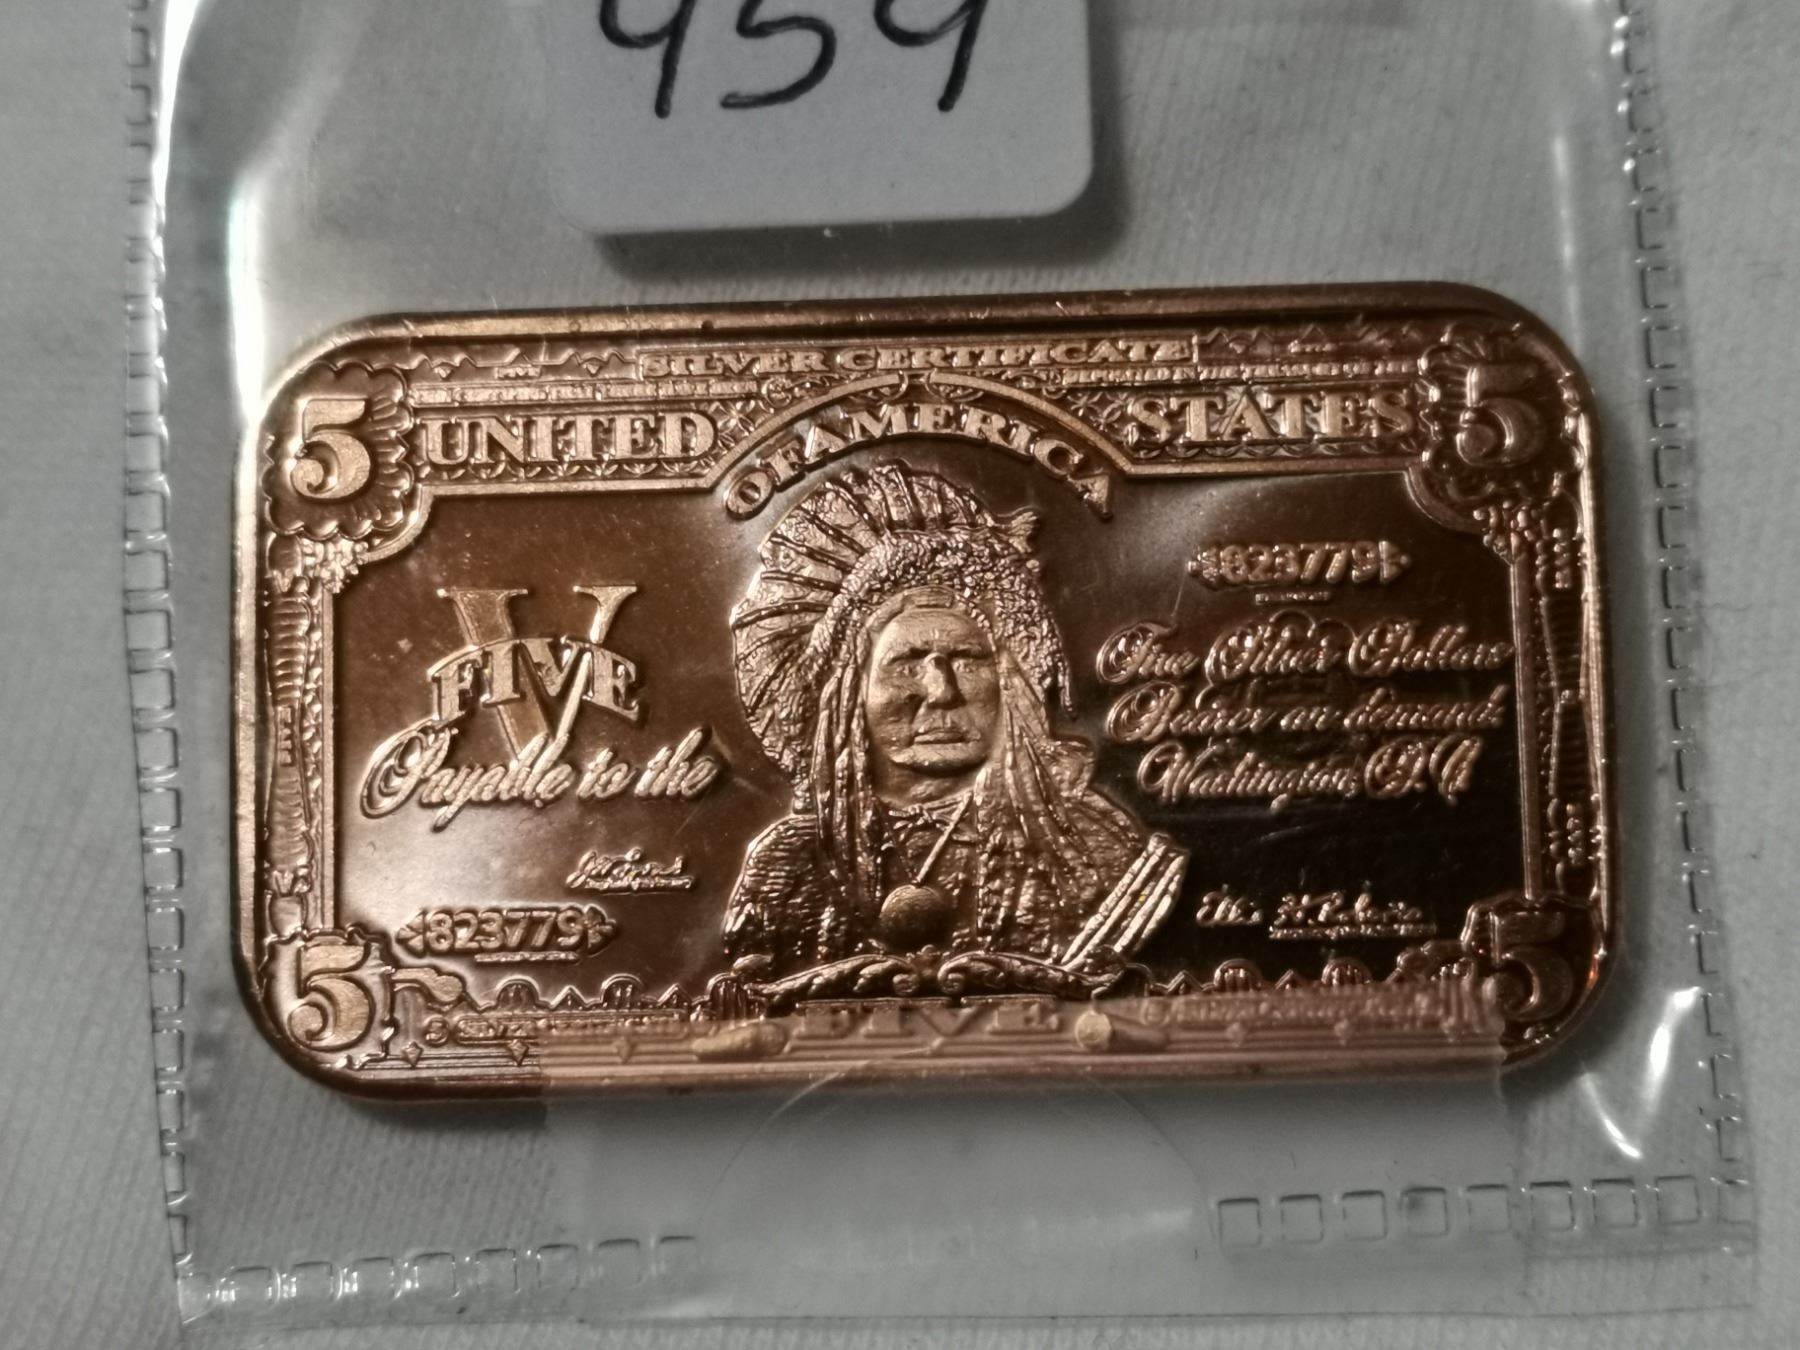 959
SILVER CERTIFICATE
5 UNITED STATES 5
OF AMERICA
823779
V
FIVE
Five Silver Dollars
Payable to the
Bearer on demand
Washington, D.C.
823779
5 FIVE 5